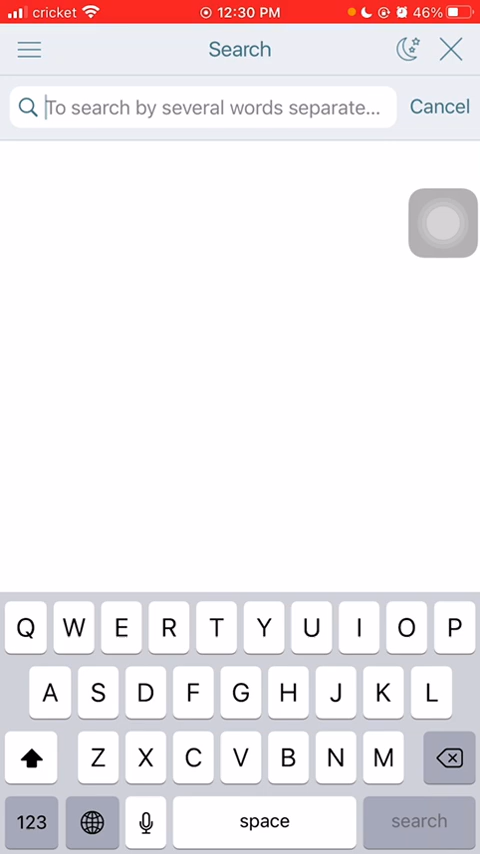 cricket 12:30 PM 46%
Search
To search by several words separate... Cancel
Q W E R T Y U I O P
A S D F G H J K L
Z X C V B N M
123 space search